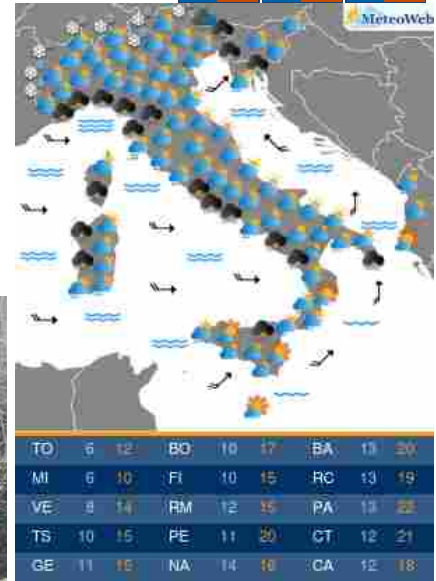 MeteoWeb
TO 6 12 BO 10 17 BA 13 20
MI 6 10 FI 10 15 RC 13 19
VE 8 14 RM 12 15 PA 13 22
TS 10 15 PE 11 20 CT 12 21
GE 11 15 NA 14 16 CA 12 18